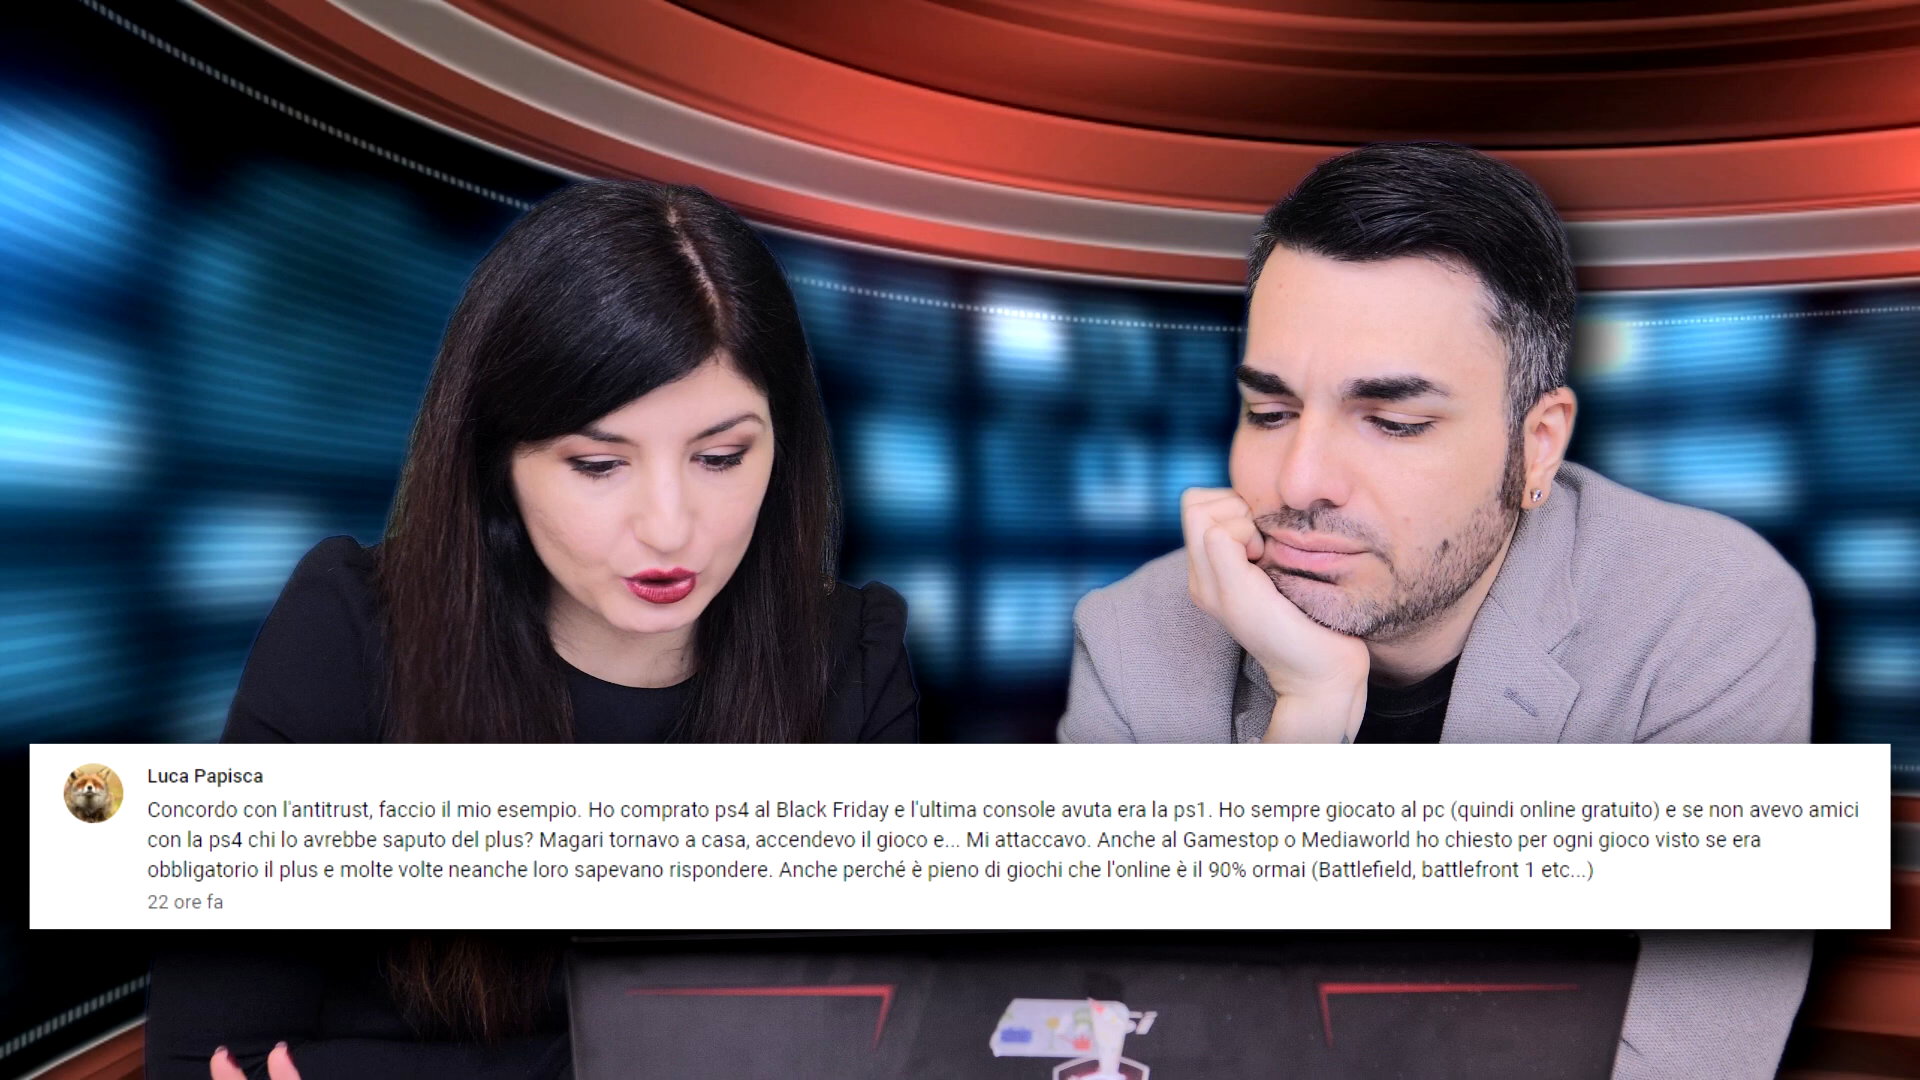 Luca Papisca
Concordo con l'antitrust, faccio il mio esempio. Ho comprato ps4 al Black Friday e l'ultima console avuta era la ps1. Ho sempre giocato al pc (quindi online gratuito) e se non avevo amici
con la ps4 chi lo avrebbe saputo del plus? Magari tornavo a casa, accendevo il gioco e... Mi attaccavo. Anche al Gamestop o Mediaworld ho chiesto per ogni gioco visto se era
obbligatorio il plus e molte volte neanche loro sapevano rispondere. Anche perché è pieno di giochi che l'online è il 90% ormai (Battlefield, battlefront 1 etc...)
22 ore fa